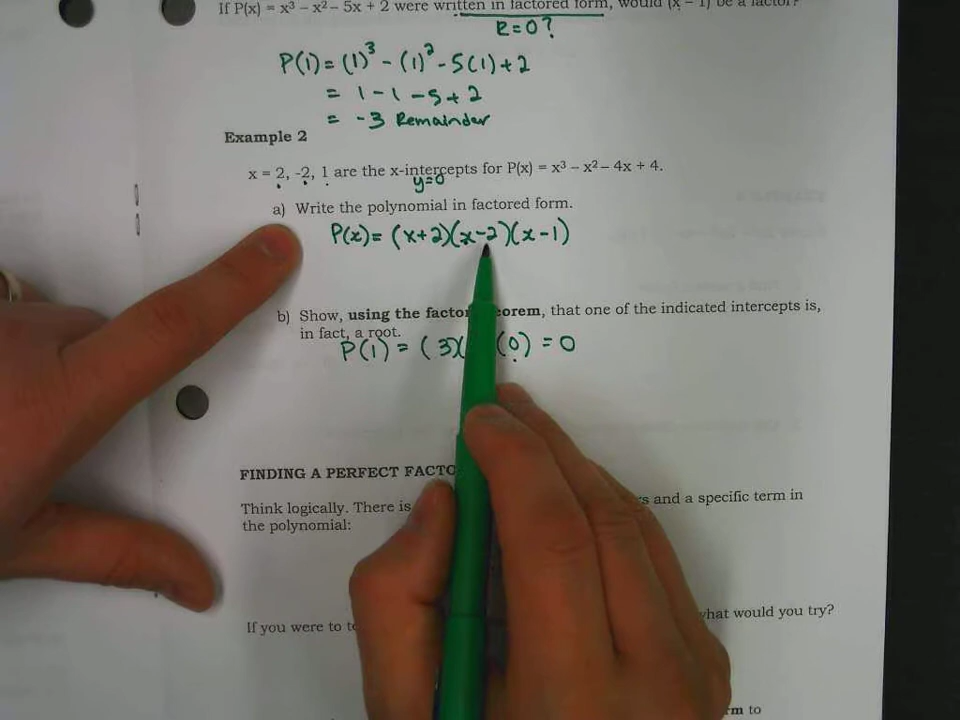 If P(x) = x³ – x² – 5x + 2 were written in factored form, would (x – 1) be a factor?
R=0?
P(1) = (1)³ - (1)² - 5(1) + 2
= 1 - 1 - 5 + 2
= -3 Remainder
Example 2
x = 2, -2, 1 are the x-intercepts for P(x) = x³ – x² – 4x + 4.
y=0
a) Write the polynomial in factored form.
P(x) = (x+2)(x-2)(x-1)
b) Show, using the factor theorem, that one of the indicated intercepts is,
in fact, a root.
P(1) = (3)( (0) = 0
FINDING A PERFECT
Think logically. There is and a specific term in
the polynomial:
If you were to what would you try?
to